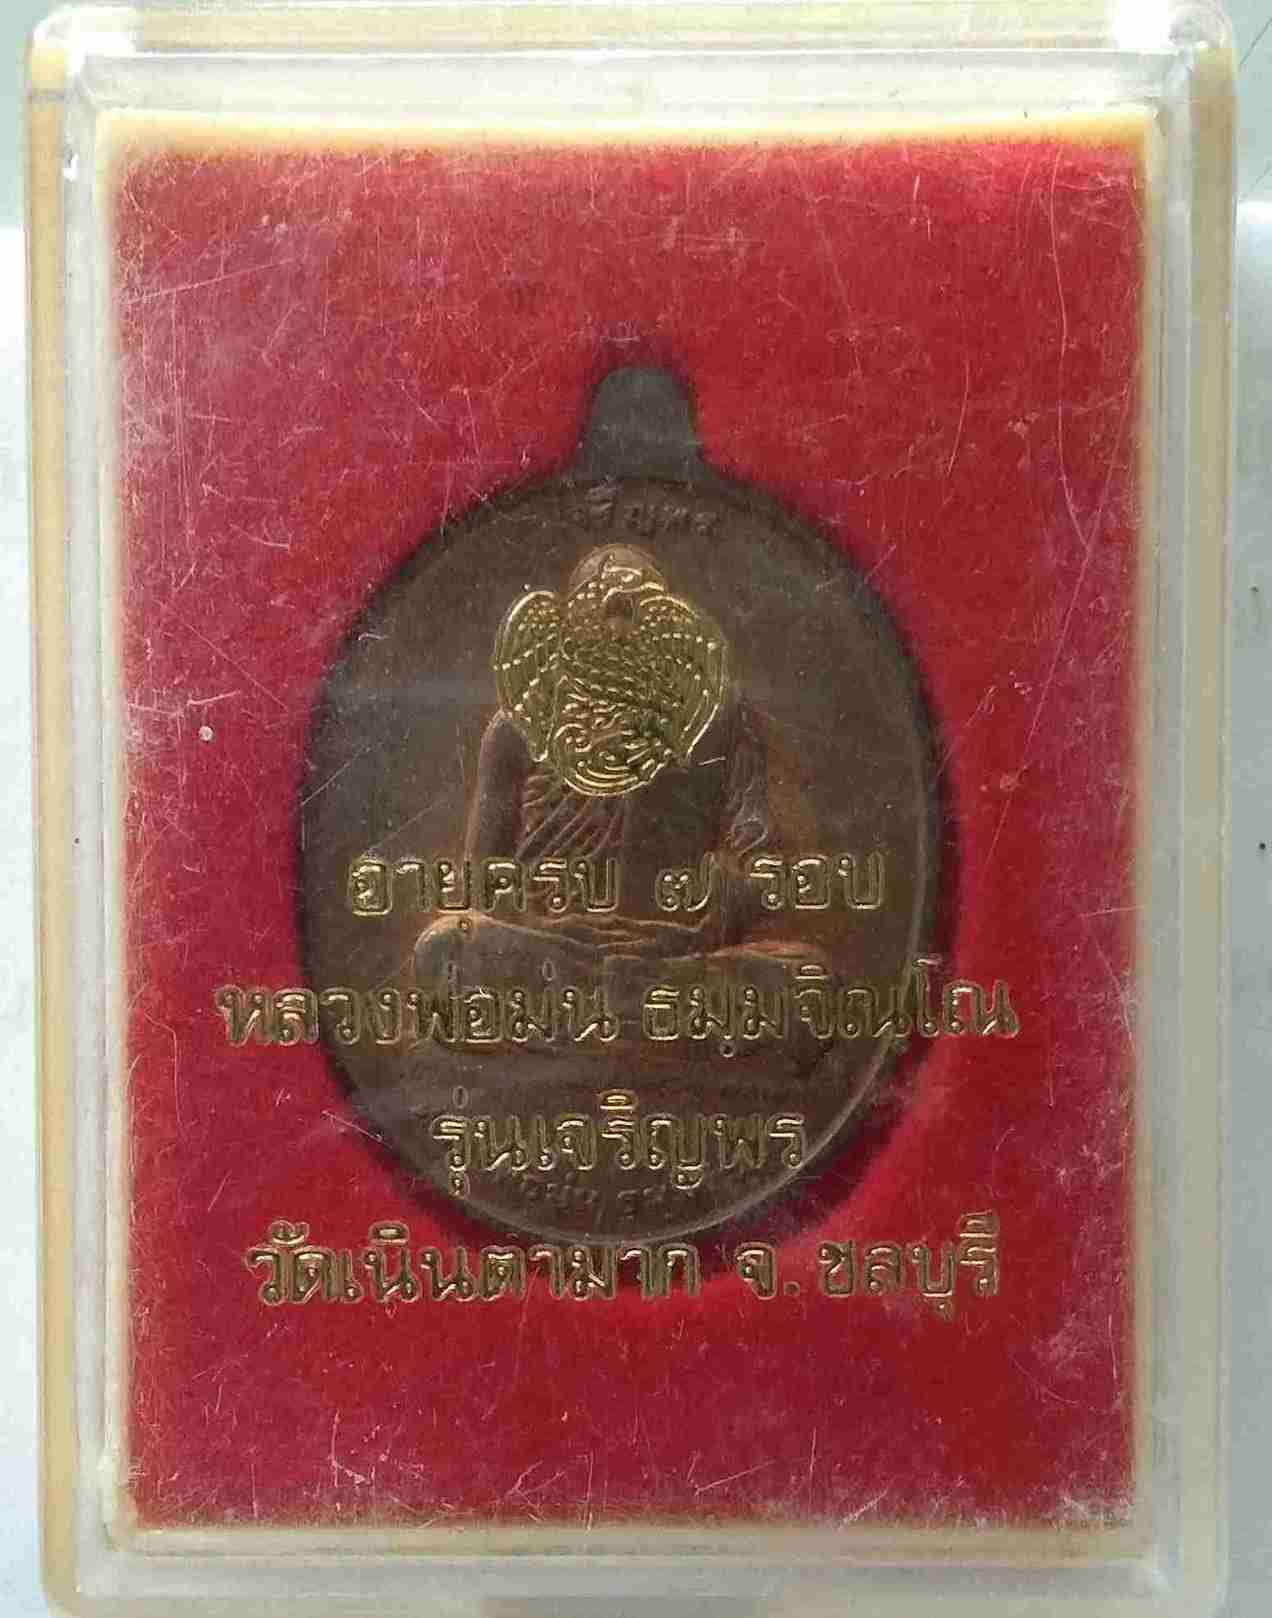 อายุครบ ๗ รอบ
หลวงพ่อม่น ธมฺมจิณโณ
รุ่นเจริญพร
วัดเนินตามาก จ. ชลบุรี